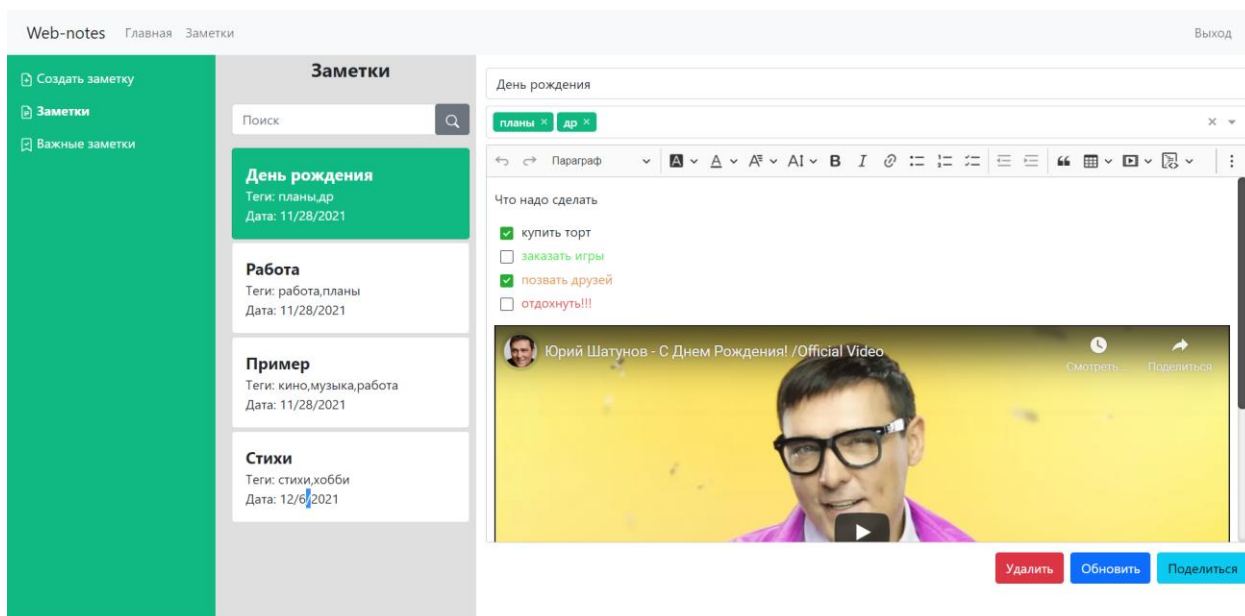 Web-notes Главная Заметки Выход
Создать заметку
Заметки
Важные заметки
Заметки
Поиск
День рождения
Теги: планы,др
Дата: 11/28/2021
Работа
Теги: работа,планы
Дата: 11/28/2021
Пример
Теги: кино,музыка,работа
Дата: 11/28/2021
Стихи
Теги: стихи,хобби
Дата: 12/6/2021
День рождения
планы × др ×
Параграф
Что надо сделать
купить торт
заказать игры
позвать друзей
отдохнуть!!!
Юрий Шатунов - С Днем Рождения! /Official Video
Смотреть... Поделиться
Удалить Обновить Поделиться